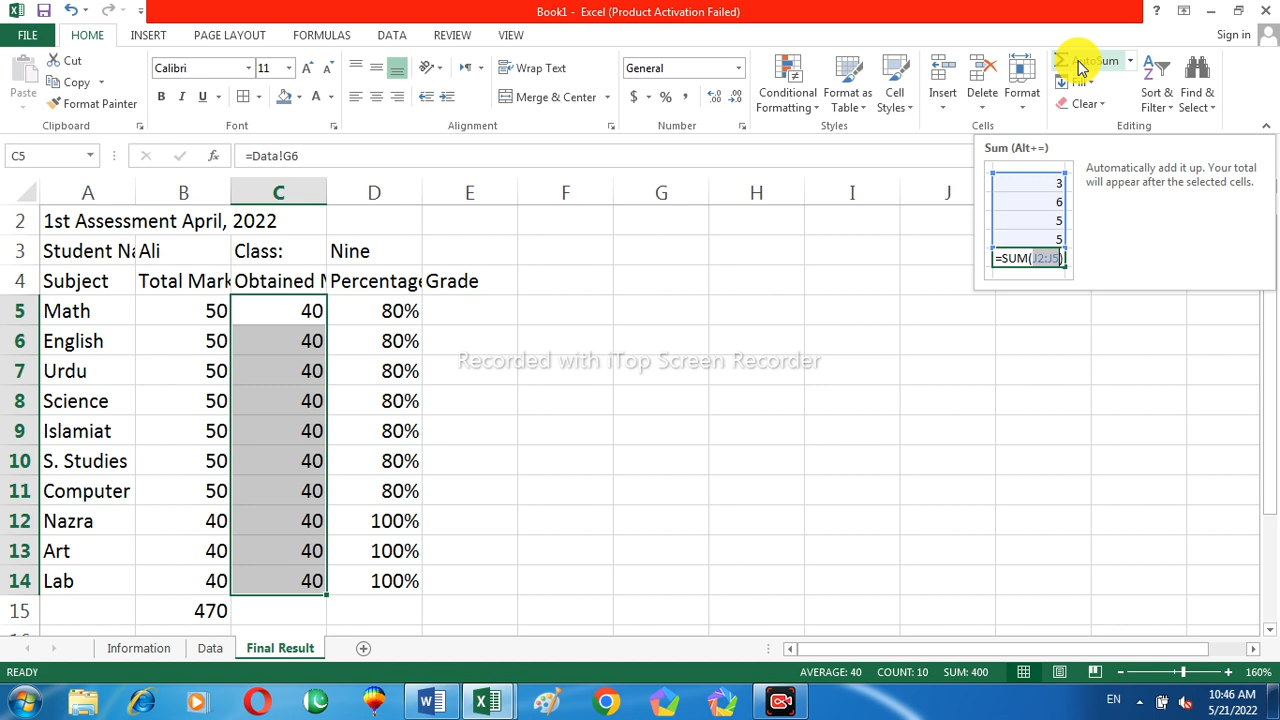 Book1 - Excel (Product Activation Failed)
FILE HOME INSERT PAGE LAYOUT FORMULAS DATA REVIEW VIEW Sign in
Paste Cut Copy Format Painter Clipboard
Calibri 11 B I U A A A Font
Wrap Text Merge & Center Alignment
General $ % , Number
Conditional Formatting Format as Table Cell Styles Styles
Insert Delete Format Cells
AutoSum Fill Clear Sort & Filter Find & Select Editing
C5 fx =Data!G6
Sum (Alt+=)
Automatically add it up. Your total
will appear after the selected cells.
3
6
5
5
=SUM(J2:J5)
A B C D E F G H I J
2 1st Assessment April, 2022
3 Student Na Ali Class: Nine
4 Subject Total Mark Obtained M Percentage Grade
5 Math 50 40 80%
6 English 50 40 80%
7 Urdu 50 40 80%
8 Science 50 40 80%
9 Islamiat 50 40 80%
10 S. Studies 50 40 80%
11 Computer 50 40 80%
12 Nazra 40 40 100%
13 Art 40 40 100%
14 Lab 40 40 100%
15 470
Recorded with iTop Screen Recorder
Information Data Final Result
READY AVERAGE: 40 COUNT: 10 SUM: 400 160%
EN 10:46 AM
5/21/2022